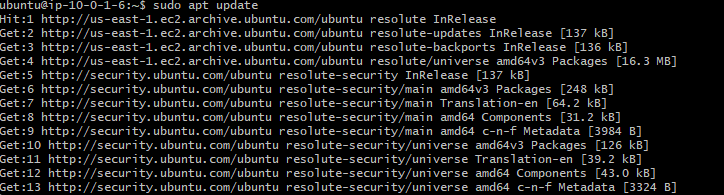 ubuntu@ip-10-0-1-6:~$ sudo apt update
Hit:1 http://us-east-1.ec2.archive.ubuntu.com/ubuntu resolute InRelease
Get:2 http://us-east-1.ec2.archive.ubuntu.com/ubuntu resolute-updates InRelease [137 kB]
Get:3 http://us-east-1.ec2.archive.ubuntu.com/ubuntu resolute-backports InRelease [136 kB]
Get:4 http://us-east-1.ec2.archive.ubuntu.com/ubuntu resolute/universe amd64v3 Packages [16.3 MB]
Get:5 http://security.ubuntu.com/ubuntu resolute-security InRelease [137 kB]
Get:6 http://security.ubuntu.com/ubuntu resolute-security/main amd64v3 Packages [248 kB]
Get:7 http://security.ubuntu.com/ubuntu resolute-security/main Translation-en [64.2 kB]
Get:8 http://security.ubuntu.com/ubuntu resolute-security/main amd64 Components [31.2 kB]
Get:9 http://security.ubuntu.com/ubuntu resolute-security/main amd64 c-n-f Metadata [3984 B]
Get:10 http://security.ubuntu.com/ubuntu resolute-security/universe amd64v3 Packages [126 kB]
Get:11 http://security.ubuntu.com/ubuntu resolute-security/universe Translation-en [39.2 kB]
Get:12 http://security.ubuntu.com/ubuntu resolute-security/universe amd64 Components [43.0 kB]
Get:13 http://security.ubuntu.com/ubuntu resolute-security/universe amd64 c-n-f Metadata [3324 B]